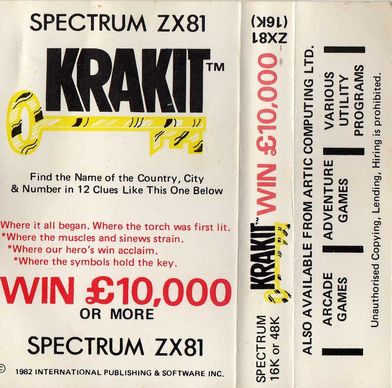 SPECTRUM ZX81
KRAKIT™
Find the Name of the Country, City
& Number in 12 Clues Like This One Below
Where it all began. Where the torch was first lit.
*Where the muscles and sinews strain.
*Where our hero's win acclaim.
*Where the symbols hold the key.
WIN £10,000
OR MORE
SPECTRUM ZX81
© 1982 INTERNATIONAL PUBLISHING & SOFTWARE INC.
SPECTRUM
16K or 48K
KRAKIT™ WIN £10,000
ZX81
(16K)
ALSO AVAILABLE FROM ARTIC COMPUTING LTD.
ARCADE
GAMES
ADVENTURE
GAMES
VARIOUS
UTILITY
PROGRAMS
Unauthorised Copying, Lending, Hiring is prohibited.